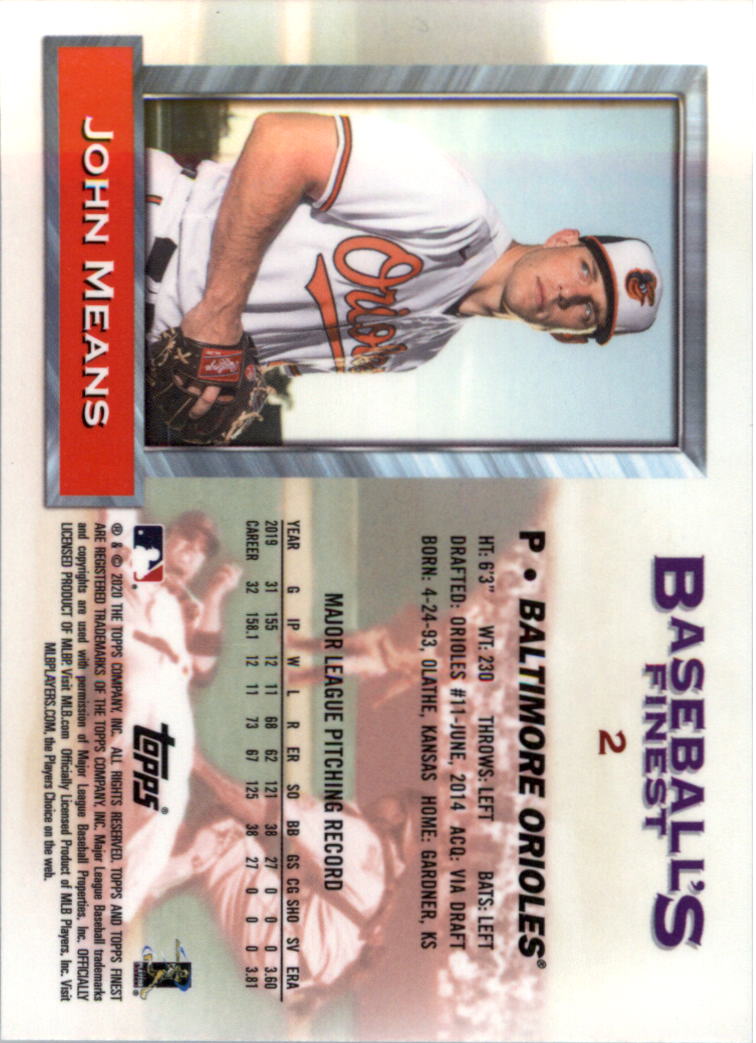 BASEBALL'S
FINEST
2
Orioles
JOHN MEANS
P • BALTIMORE ORIOLES®
HT: 6'3" WT: 230 THROWS: LEFT BATS: LEFT
DRAFTED: ORIOLES #11-JUNE, 2014 ACQ: VIA DRAFT
BORN: 4-24-93, OLATHE, KANSAS HOME: GARDNER, KS
MAJOR LEAGUE PITCHING RECORD
YEAR G IP W L R ER SO BB GS CG SHO SV ERA
2019 31 155 12 11 68 62 121 38 27 0 0 0 3.60
CAREER 32 158.1 12 11 73 67 125 38 27 0 0 0 3.81
topps®
® & © 2020 THE TOPPS COMPANY, INC. ALL RIGHTS RESERVED. TOPPS AND TOPPS FINEST
ARE REGISTERED TRADEMARKS OF THE TOPPS COMPANY, INC. Major League Baseball trademarks
and copyrights are used with permission of Major League Baseball Properties, Inc. OFFICIALLY
LICENSED PRODUCT OF MLBP. Visit MLB.com Officially Licensed Product of MLB Players, Inc. Visit
MLBPLAYERS.COM, the Players Choice on the web.